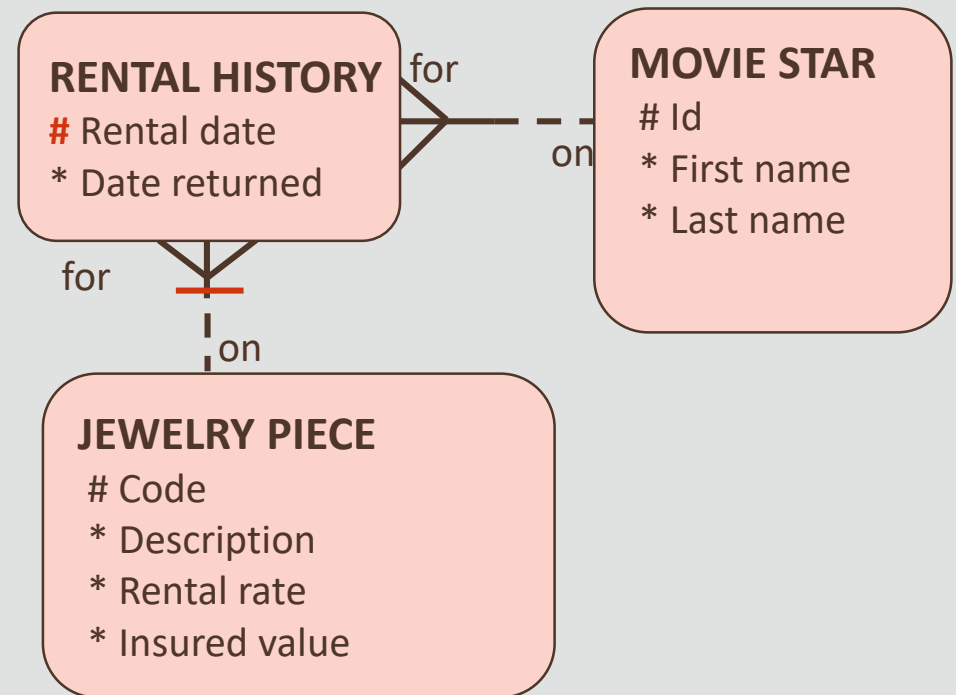 RENTAL HISTORY
# Rental date
* Date returned
for
on
MOVIE STAR
# Id
* First name
* Last name
for
on
JEWELRY PIECE
# Code
* Description
* Rental rate
* Insured value